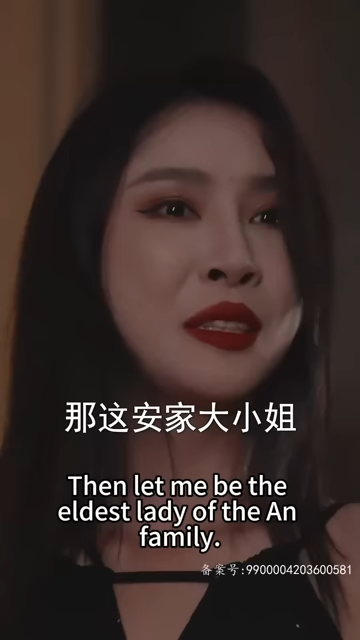 那这安家大小姐
Then let me be the
eldest lady of the An
family.
备案号:9900004203600581